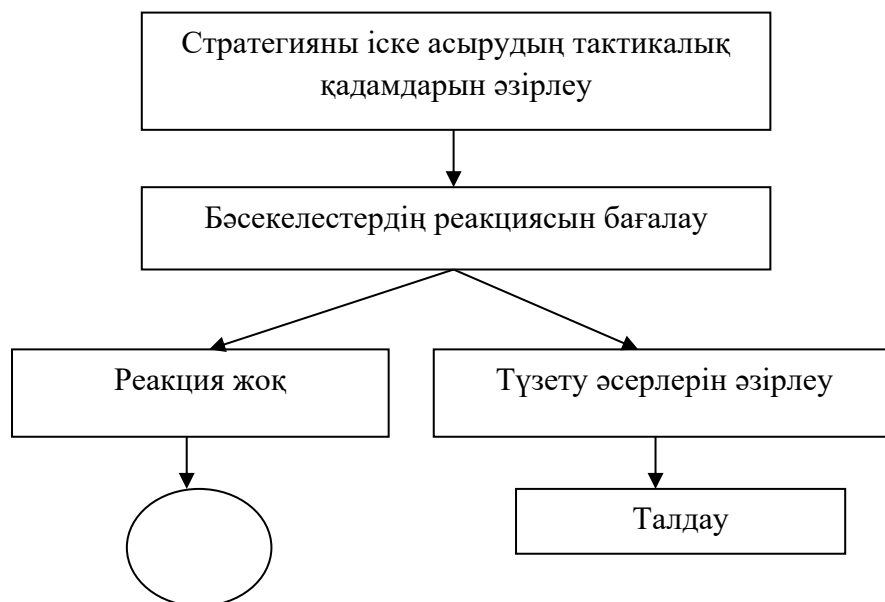 Стратегияны іске асырудың тактикалық
қадамдарын әзірлеу
Бәсекелестердің реакциясын бағалау
Реакция жоқ
Түзету әсерлерін әзірлеу
Талдау